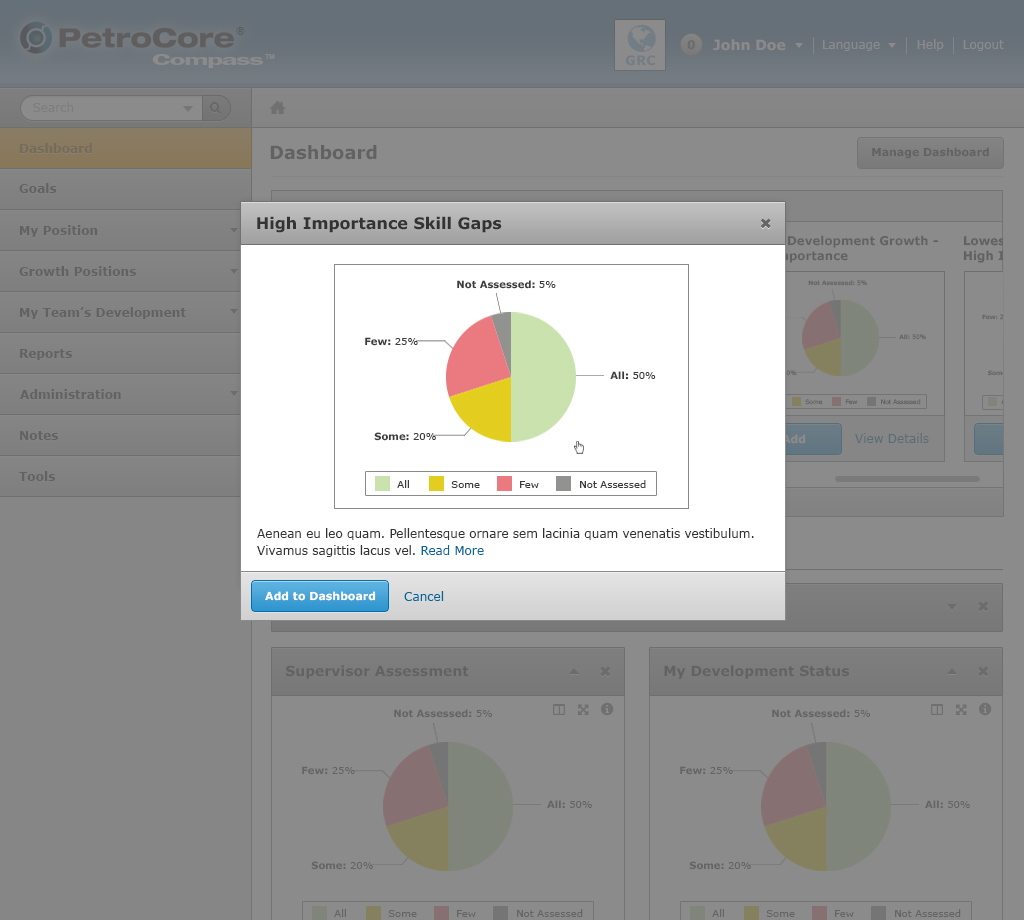 PetroCore®
Compass™
GRC
0 John Doe
Language
Help
Logout
Search
Dashboard
Goals
My Position
Growth Positions
My Team's Development
Reports
Administration
Notes
Tools
Dashboard
Manage Dashboard
High Importance Skill Gaps
Not Assessed: 5%
Few: 25%
All: 50%
Some: 20%
All Some Few Not Assessed
Aenean eu leo quam. Pellentesque ornare sem lacinia quam venenatis vestibulum.
Vivamus sagittis lacus vel. Read More
Add to Dashboard
Cancel
Development Growth -
Not Assessed: 5%
All: 50%
Some Few Not Assessed
Add
View Details
Supervisor Assessment
Not Assessed: 5%
Few: 25%
All: 50%
Some: 20%
All Some Few Not Assessed
My Development Status
Not Assessed: 5%
Few: 25%
All: 50%
Some: 20%
All Some Few Not Assessed